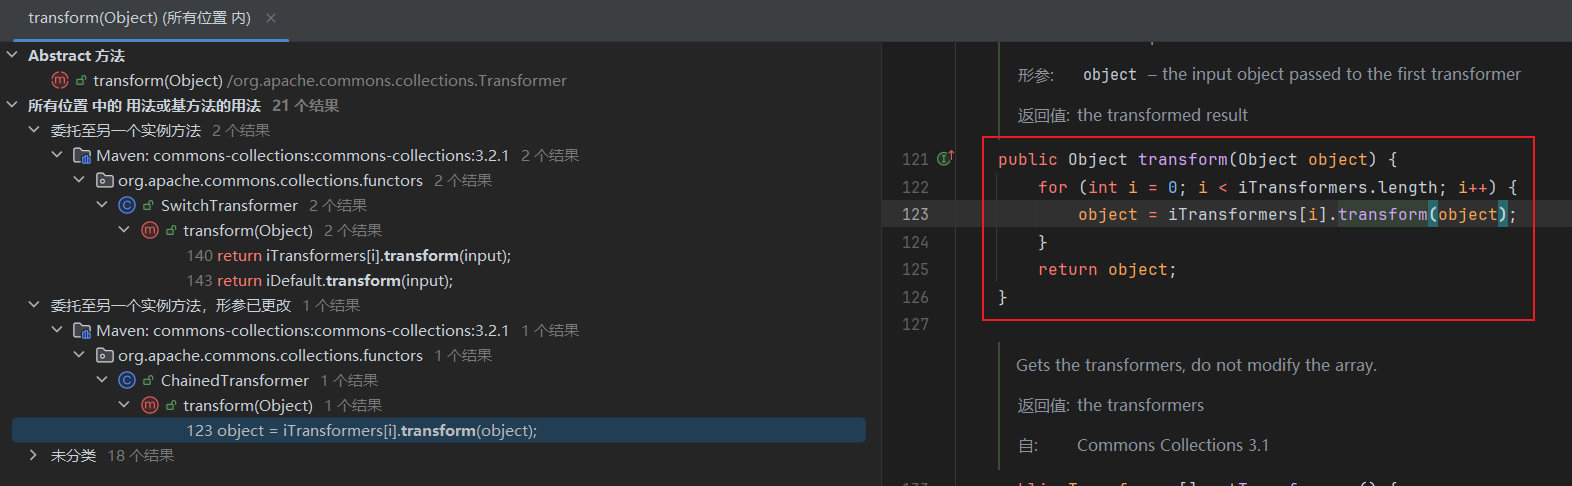 transform(Object) (所有位置 内) ×
Abstract 方法
transform(Object) /org.apache.commons.collections.Transformer
所有位置 中的 用法或基方法的用法 21 个结果
委托至另一个实例方法 2 个结果
Maven: commons-collections:commons-collections:3.2.1 2 个结果
org.apache.commons.collections.functors 2 个结果
SwitchTransformer 2 个结果
transform(Object) 2 个结果
140 return iTransformers[i].transform(input);
143 return iDefault.transform(input);
委托至另一个实例方法，形参已更改 1 个结果
Maven: commons-collections:commons-collections:3.2.1 1 个结果
org.apache.commons.collections.functors 1 个结果
ChainedTransformer 1 个结果
transform(Object) 1 个结果
123 object = iTransformers[i].transform(object);
未分类 18 个结果
形参: object – the input object passed to the first transformer
返回值: the transformed result
121 public Object transform(Object object) {
122 for (int i = 0; i < iTransformers.length; i++) {
123 object = iTransformers[i].transform(object);
124 }
125 return object;
126 }
127
Gets the transformers, do not modify the array.
返回值: the transformers
自: Commons Collections 3.1